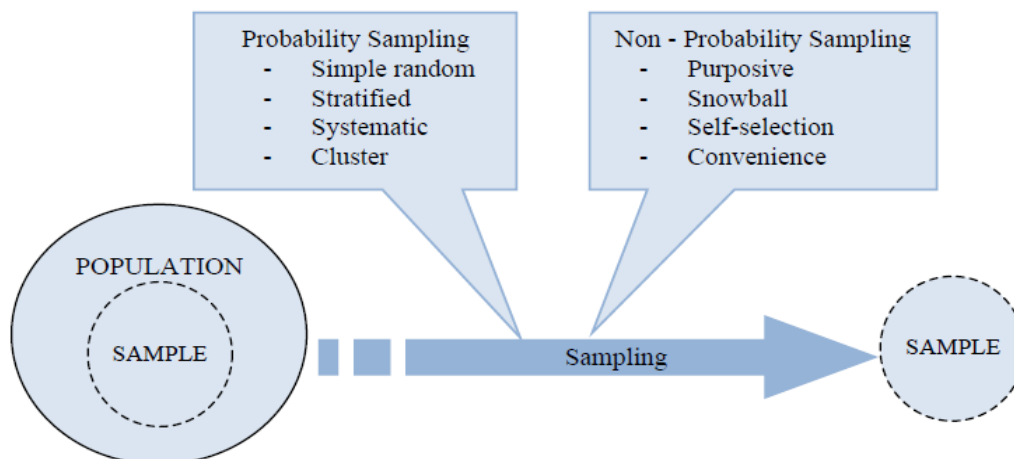 Probability Sampling
- Simple random
- Stratified
- Systematic
- Cluster
Non - Probability Sampling
- Purposive
- Snowball
- Self-selection
- Convenience
POPULATION
SAMPLE
Sampling
SAMPLE